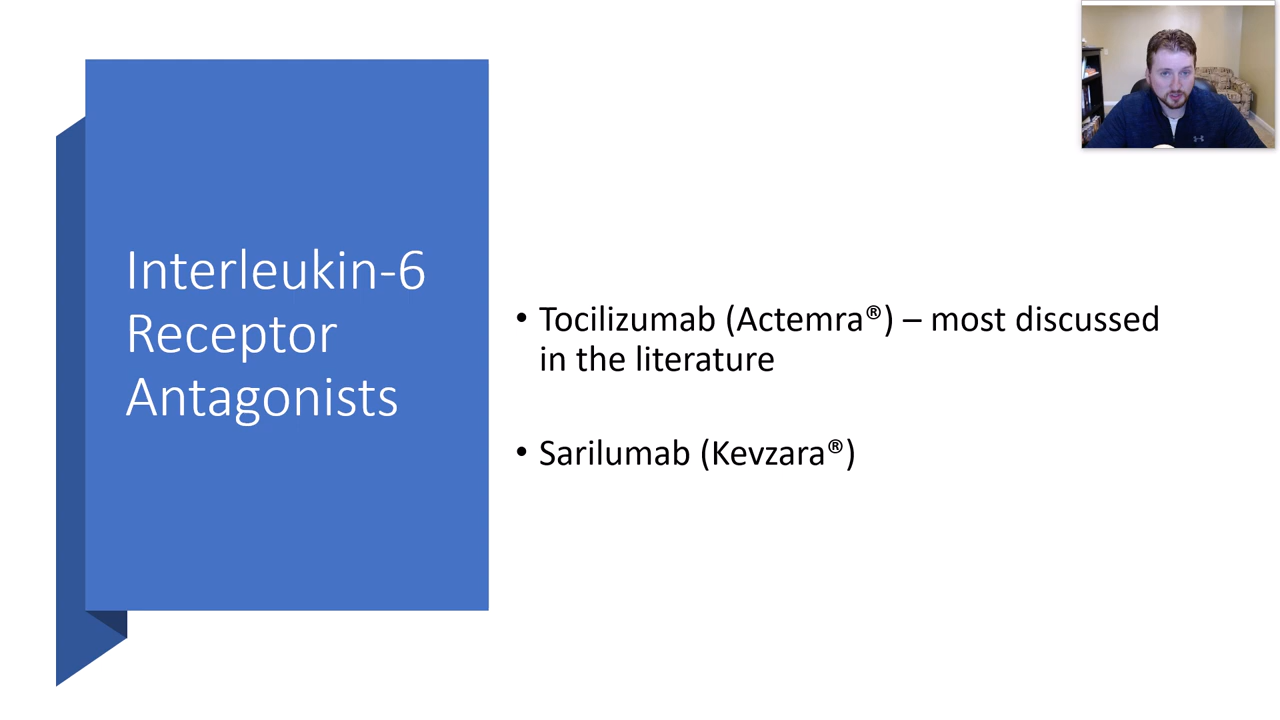 Interleukin-6
Receptor
Antagonists
• Tocilizumab (Actemra®) – most discussed
in the literature
• Sarilumab (Kevzara®)